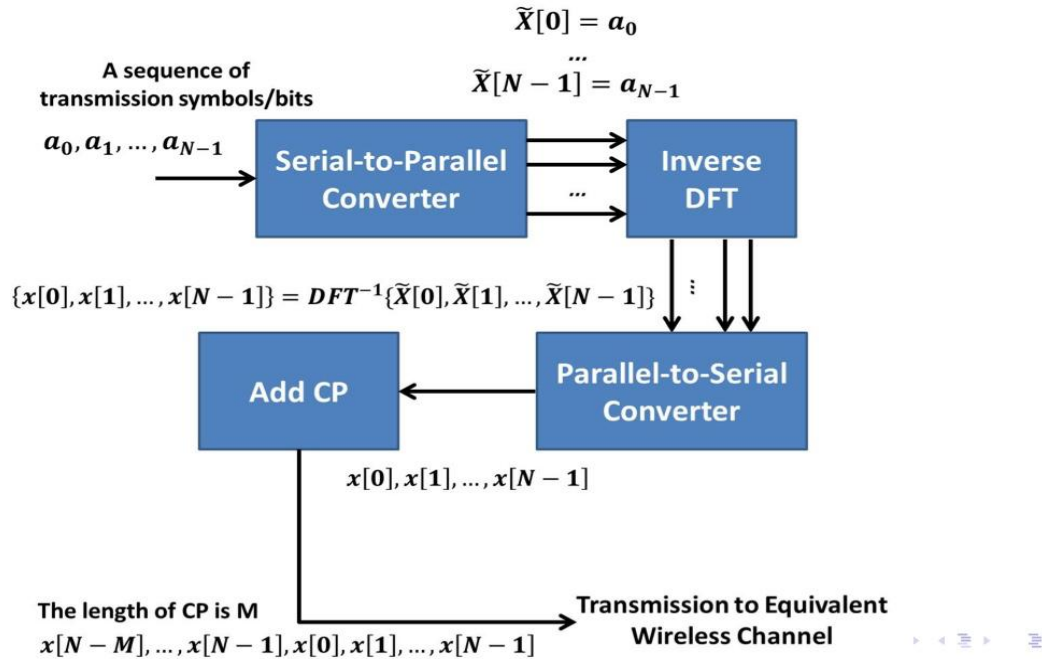 X̃[0] = a₀
...
X̃[N − 1] = a_{N−1}
A sequence of
transmission symbols/bits
a₀, a₁, ..., a_{N−1}
Serial-to-Parallel
Converter
...
Inverse
DFT
{x[0], x[1], ..., x[N − 1]} = DFT⁻¹{X̃[0], X̃[1], ..., X̃[N − 1]}
...
Add CP
Parallel-to-Serial
Converter
x[0], x[1], ..., x[N − 1]
The length of CP is M
x[N − M], ..., x[N − 1], x[0], x[1], ..., x[N − 1]
Transmission to Equivalent
Wireless Channel